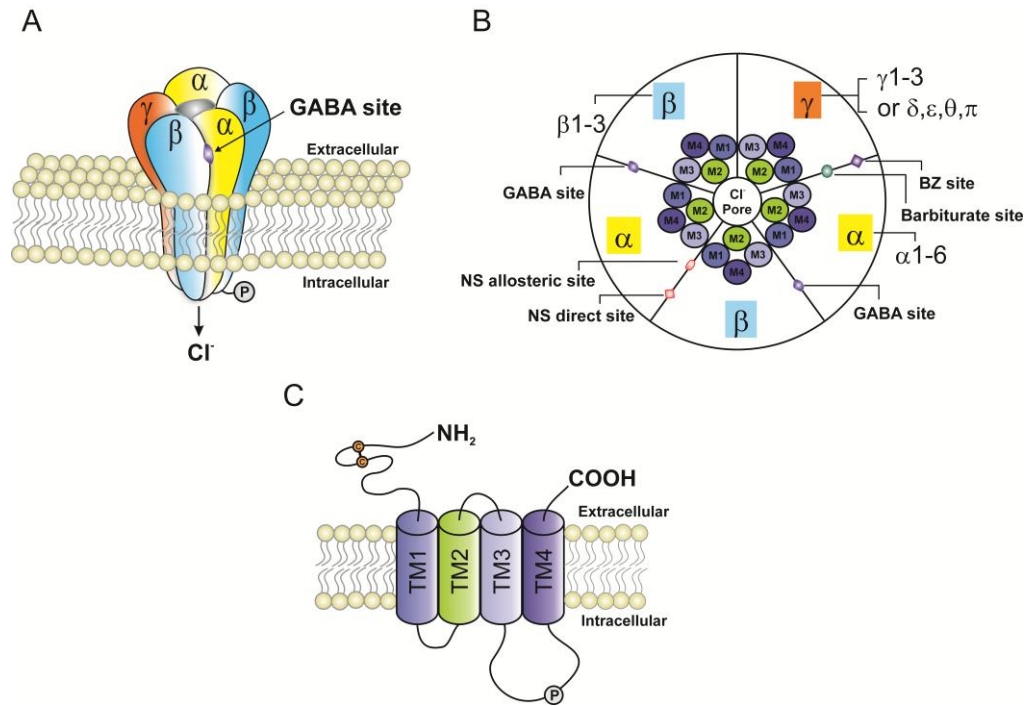 A
α
γ
β
β
α
GABA site
Extracellular
Intracellular
P
Cl⁻
B
β
γ
γ1-3
or δ,ε,θ,π
β1-3
GABA site
BZ site
Barbiturate site
α
α
α1-6
NS allosteric site
NS direct site
β
GABA site
Cl⁻
Pore
M4
M1
M3
M4
M3
M2
M2
M1
M1
M2
M2
M3
M4
M4
M3
M2
M1
M1
M3
M4
C
NH₂
C
C
COOH
Extracellular
TM1
TM2
TM3
TM4
Intracellular
P